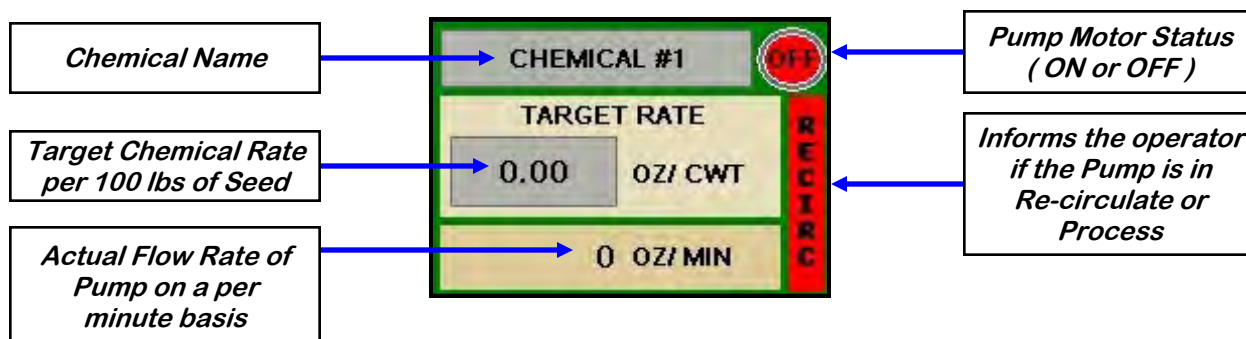 Chemical Name
Target Chemical Rate
per 100 lbs of Seed
Actual Flow Rate of
Pump on a per
minute basis
CHEMICAL #1
OFF
TARGET RATE
0.00 OZ/ CWT
0 OZ/ MIN
RECIRC
Pump Motor Status
( ON or OFF )
Informs the operator
if the Pump is in
Re-circulate or
Process